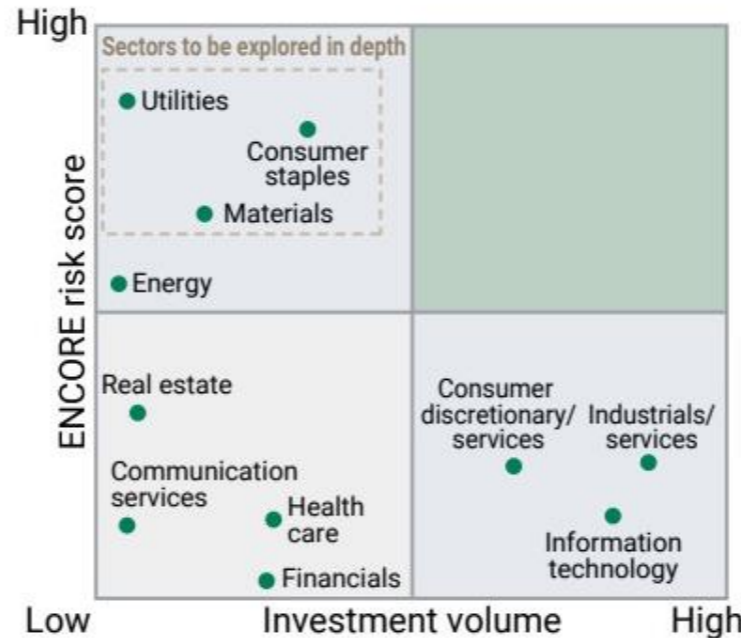 High
Sectors to be explored in depth
Utilities
Consumer
staples
Materials
Energy
ENCORE risk score
Real estate
Communication
services
Health
care
Financials
Consumer
discretionary/
services
Industrials/
services
Information
technology
Low
Investment volume
High